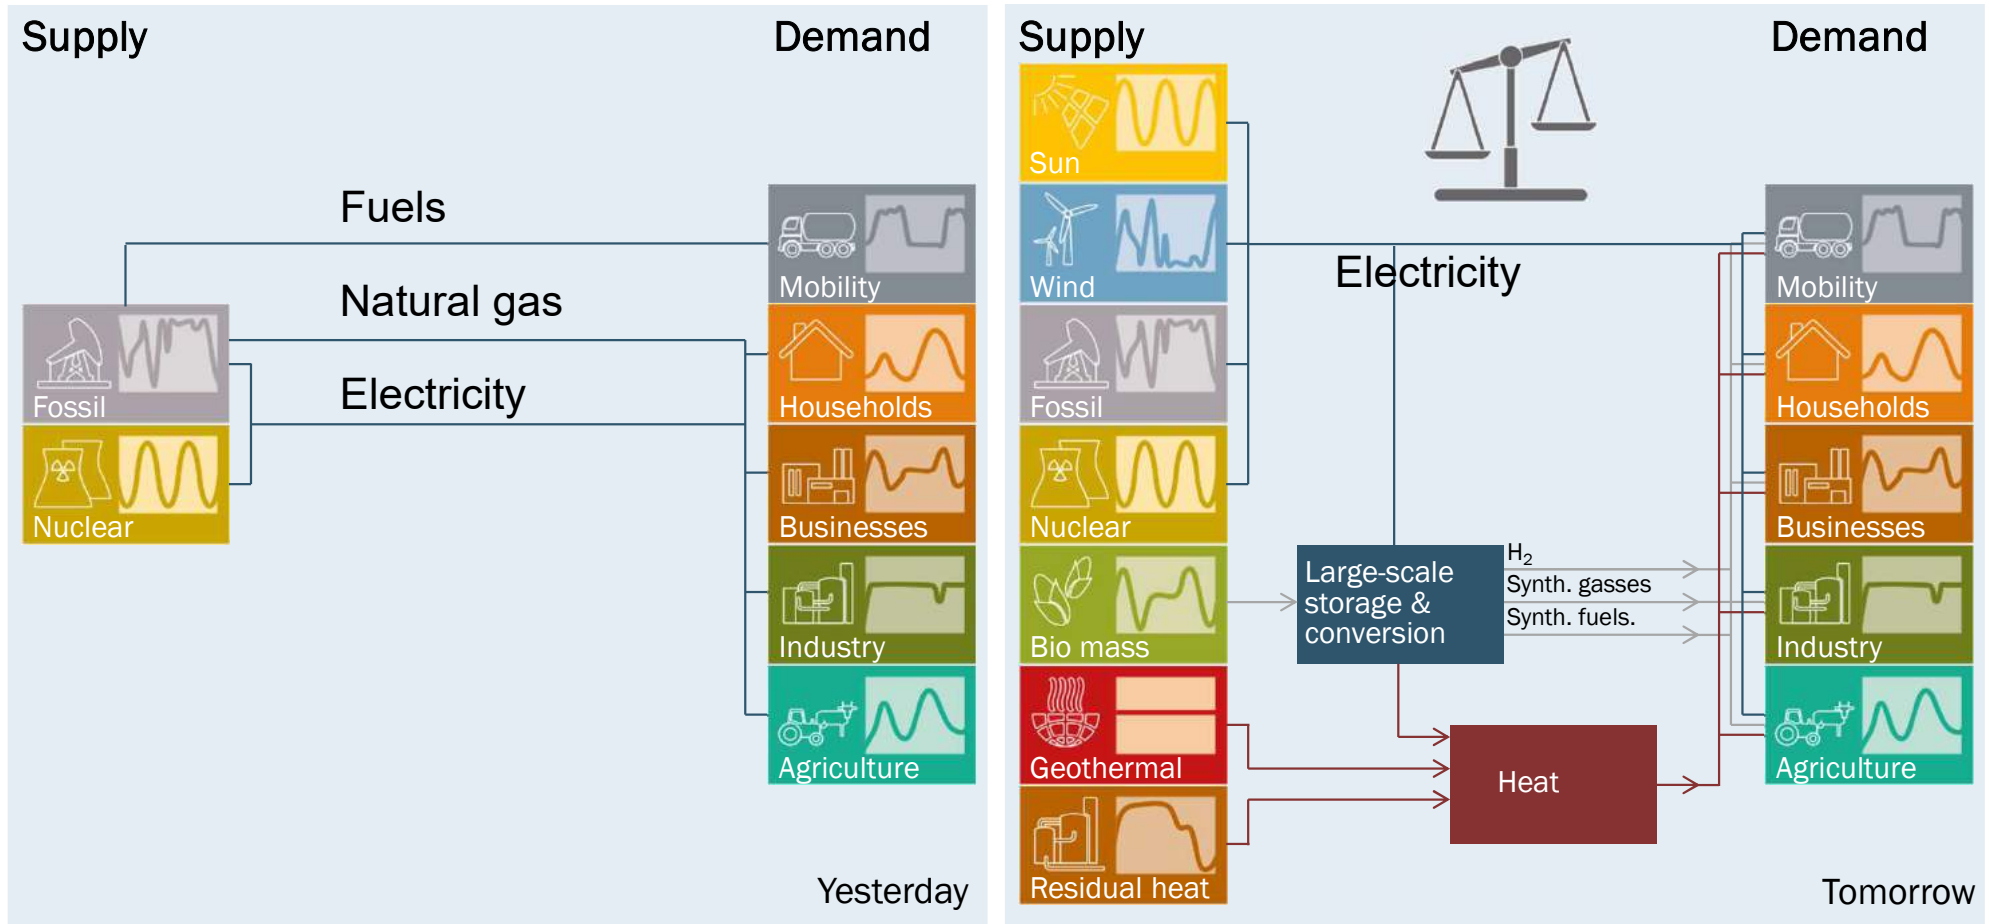 Supply
Demand
Fuels
Mobility
Natural gas
Fossil
Households
Electricity
Nuclear
Businesses
Industry
Agriculture
Yesterday
Supply
Demand
Sun
Wind
Electricity
Mobility
Fossil
Households
Nuclear
Businesses
Bio mass
Large-scale
storage &
conversion
H₂
Synth. gasses
Synth. fuels.
Industry
Geothermal
Heat
Agriculture
Residual heat
Tomorrow